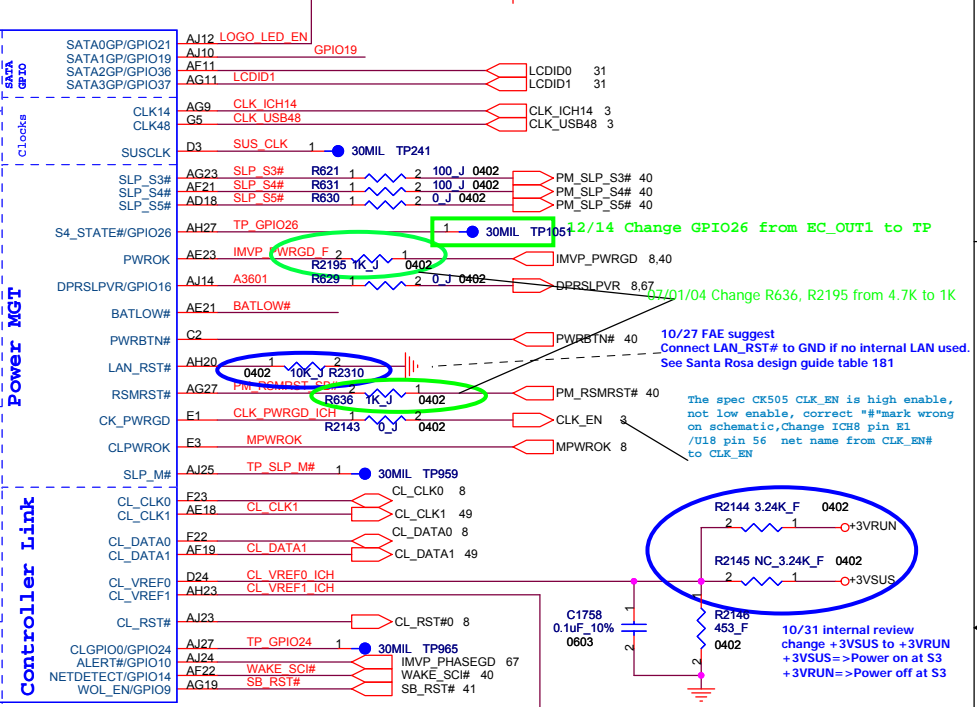 SATA GPIO
SATA0GP/GPIO21 AJ12 LOGO_LED_EN
SATA1GP/GPIO19 AJ10 GPIO19
SATA2GP/GPIO36 AF11 LCDID0 31
SATA3GP/GPIO37 AG11 LCDID1 LCDID1 31
Clocks
CLK14 AG9 CLK_ICH14 CLK_ICH14 3
CLK48 G5 CLK_USB48 CLK_USB48 3
SUSCLK D3 SUS_CLK 1 30MIL TP241
Power MGT
SLP_S3# AG23 SLP_S3# R621 1 2 100_J 0402 PM_SLP_S3# 40
SLP_S4# AF21 SLP_S4# R631 1 2 100_J 0402 PM_SLP_S4# 40
SLP_S5# AD18 SLP_S5# R630 1 2 0_J 0402 PM_SLP_S5# 40
S4_STATE#/GPIO26 AH27 TP_GPIO26 1 30MIL TP1051 12/14 Change GPIO26 from EC_OUT1 to TP
PWROK AE23 IMVP_PWRGD_F 2 1 IMVP_PWRGD 8,40
R2195 1K_J 0402
DPRSLPVR/GPIO16 AJ14 A3601 R629 1 2 0_J 0402 DPRSLPVR 8,67
07/01/04 Change R636, R2195 from 4.7K to 1K
BATLOW# AE21 BATLOW#
PWRBTN# C2 PWRBTN# 40
10/27 FAE suggest
Connect LAN_RST# to GND if no internal LAN used.
See Santa Rosa design guide table 181
LAN_RST# AH20 1 2
0402 10K_J R2310
RSMRST# AG27 PM_RSMRST_SB# 2 1 PM_RSMRST# 40
R636 1K_J 0402
CK_PWRGD E1 CLK_PWRGD_ICH 1 2 CLK_EN 3
R2143 0_J 0402
The spec CK505 CLK_EN is high enable,
not low enable, correct "#"mark wrong
on schematic,Change ICH8 pin E1
/U18 pin 56 net name from CLK_EN#
to CLK_EN
CLPWROK E3 MPWROK MPWROK 8
SLP_M# AJ25 TP_SLP_M# 1 30MIL TP959
Controller Link
CL_CLK0 F23 CL_CLK0 8
CL_CLK1 AE18 CL_CLK1 CL_CLK1 49
CL_DATA0 F22 CL_DATA0 8
CL_DATA1 AF19 CL_DATA1 CL_DATA1 49
CL_VREF0 D24 CL_VREF0_ICH
CL_VREF1 AH23 CL_VREF1_ICH
R2144 3.24K_F 0402
2 1 +3VRUN
R2145 NC_3.24K_F 0402
2 1 +3VSUS
CL_RST# AJ23 CL_RST#0 8
C1758
0.1uF_10%
0603
1
2
1
2
R2146
453_F
0402
10/31 internal review
change +3VSUS to +3VRUN
+3VSUS=>Power on at S3
+3VRUN=>Power off at S3
CLGPIO0/GPIO24 AJ27 TP_GPIO24 1 30MIL TP965
ALERT#/GPIO10 AJ24 IMVP_PHASEGD 67
NETDETECT/GPIO14 AF22 WAKE_SCI# WAKE_SCI# 40
WOL_EN/GPIO9 AG19 SB_RST# SB_RST# 41